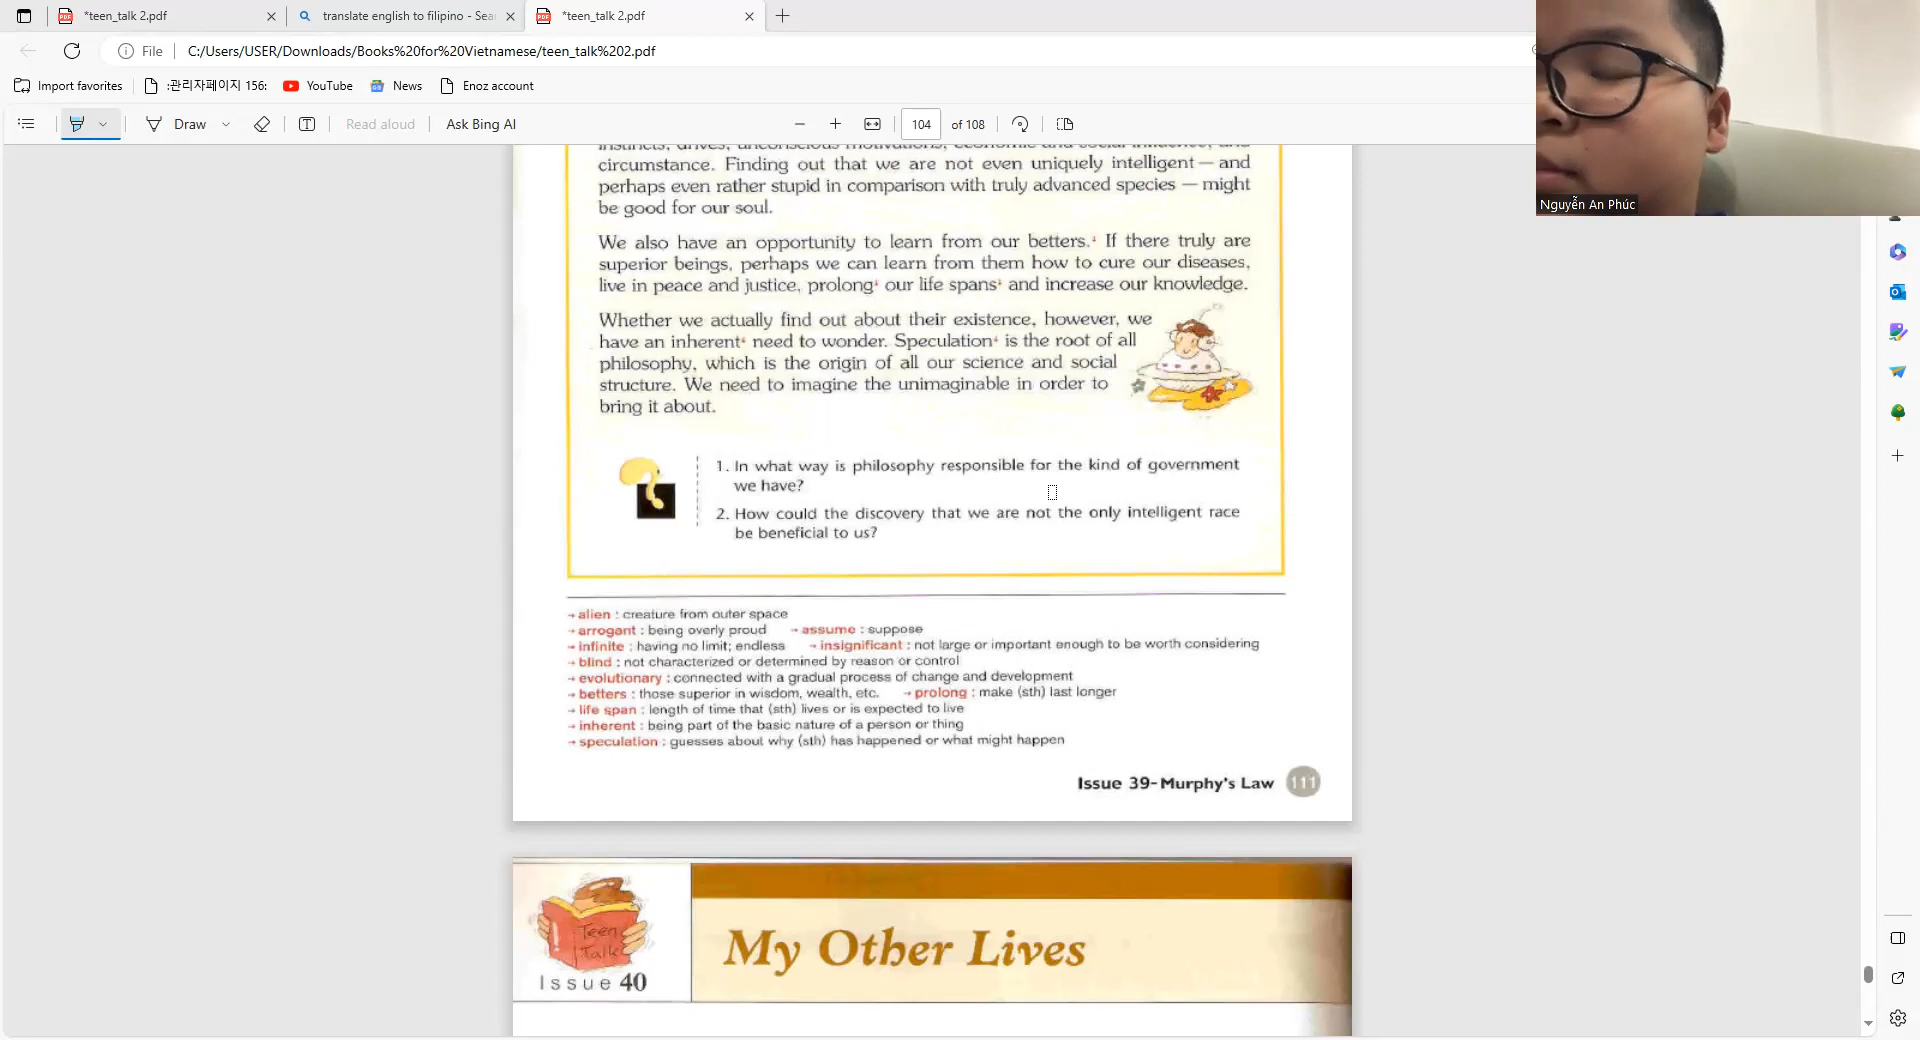 *teen_talk 2.pdf
translate english to filipino - Sea
*teen_talk 2.pdf
File
C:/Users/USER/Downloads/Books%20for%20Vietnamese/teen_talk%202.pdf
Import favorites
:관리자페이지 156:
YouTube
News
Enoz account
Draw
Read aloud
Ask Bing AI
104
of 108
instincts, drives, unconscious motivations, economic and social influence, and
circumstance. Finding out that we are not even uniquely intelligent — and
perhaps even rather stupid in comparison with truly advanced species — might
be good for our soul.
We also have an opportunity to learn from our betters. If there truly are
superior beings, perhaps we can learn from them how to cure our diseases,
live in peace and justice, prolong our life spans and increase our knowledge.
Whether we actually find out about their existence, however, we
have an inherent need to wonder. Speculation is the root of all
philosophy, which is the origin of all our science and social
structure. We need to imagine the unimaginable in order to
bring it about.
1. In what way is philosophy responsible for the kind of government
we have?
2. How could the discovery that we are not the only intelligent race
be beneficial to us?
→ alien : creature from outer space
→ arrogant : being overly proud → assume : suppose
→ infinite : having no limit; endless → insignificant : not large or important enough to be worth considering
→ blind : not characterized or determined by reason or control
→ evolutionary : connected with a gradual process of change and development
→ betters : those superior in wisdom, wealth, etc. → prolong : make (sth) last longer
→ life span : length of time that (sth) lives or is expected to live
→ inherent : being part of the basic nature of a person or thing
→ speculation : guesses about why (sth) has happened or what might happen
Issue 39-Murphy's Law 111
Teen
Talk
Issue 40
My Other Lives
Nguyễn An Phúc